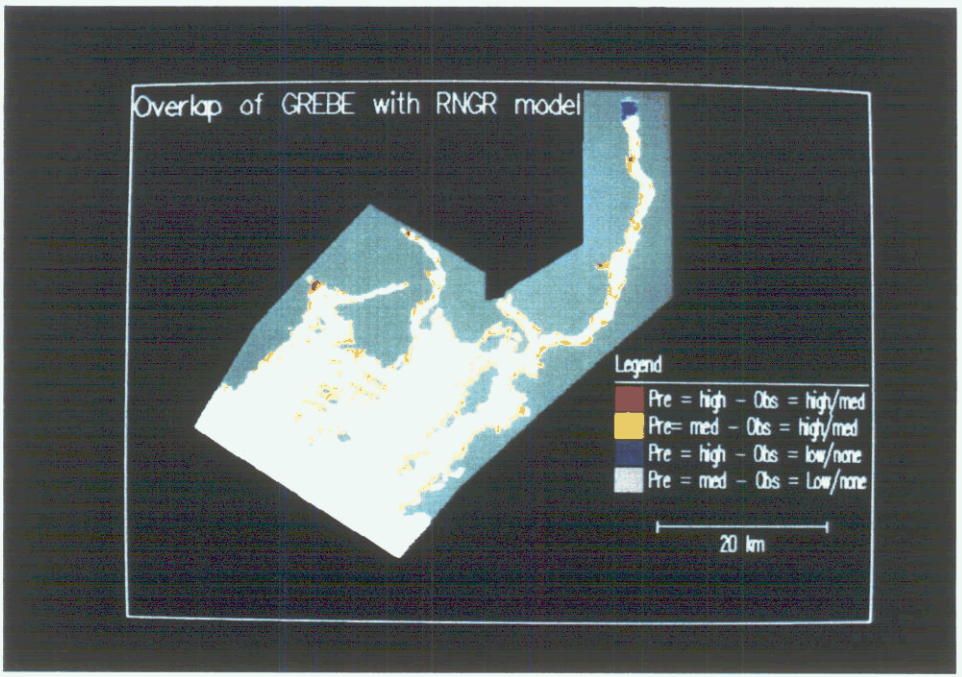 Overlap of GREBE with RNGR model
Legend
Pre = high - Obs = high/med
Pre= med - Obs = high/med
Pre = high - Obs = low/none
Pre = med - Obs = Low/none
20 km